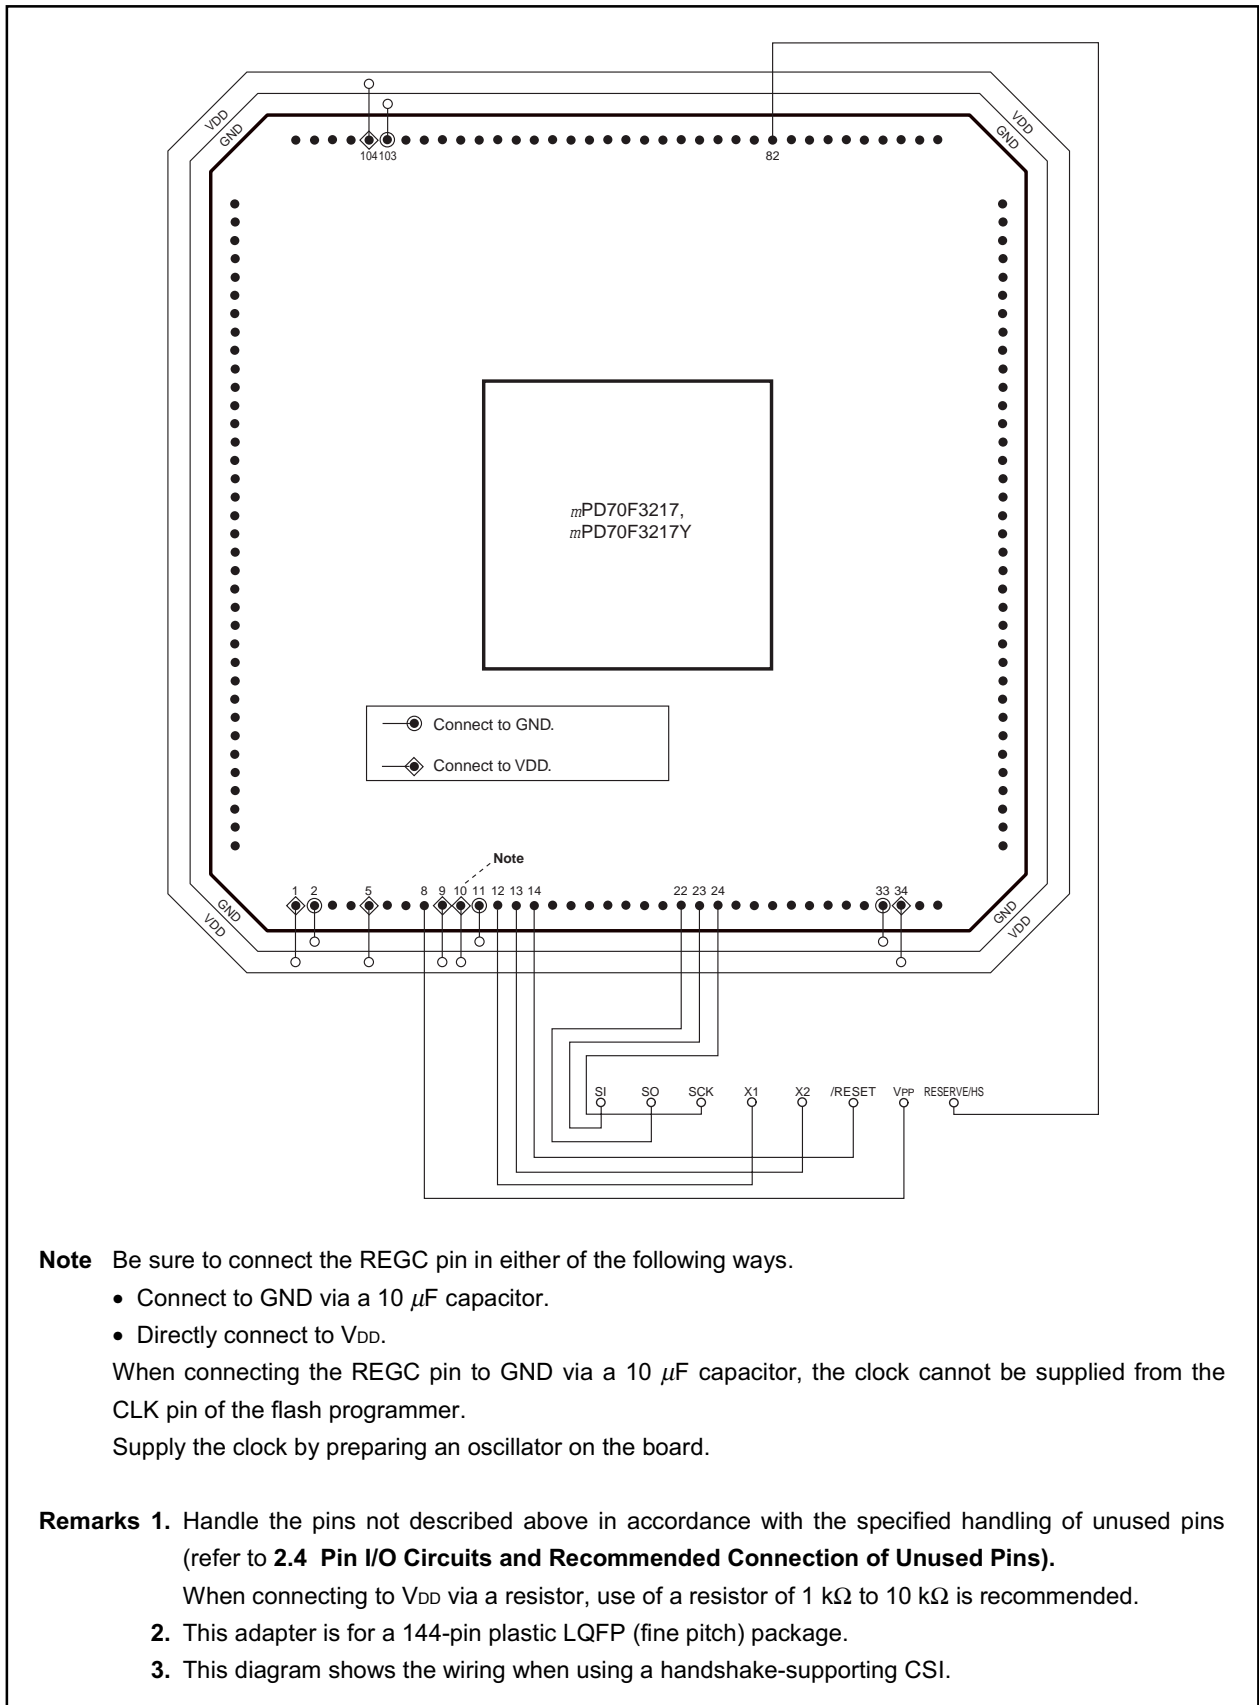 VDD
GND
VDD
GND
104 103
82
mPD70F3217,
mPD70F3217Y
Connect to GND.
Connect to VDD.
Note
1 2 5 8 9 10 11 12 13 14 22 23 24 33 34
GND
VDD
GND
VDD
SI SO SCK X1 X2 /RESET VPP RESERVE/HS
Note Be sure to connect the REGC pin in either of the following ways.
• Connect to GND via a 10 μF capacitor.
• Directly connect to VDD.
When connecting the REGC pin to GND via a 10 μF capacitor, the clock cannot be supplied from the
CLK pin of the flash programmer.
Supply the clock by preparing an oscillator on the board.
Remarks 1. Handle the pins not described above in accordance with the specified handling of unused pins
(refer to 2.4 Pin I/O Circuits and Recommended Connection of Unused Pins).
When connecting to VDD via a resistor, use of a resistor of 1 kΩ to 10 kΩ is recommended.
2. This adapter is for a 144-pin plastic LQFP (fine pitch) package.
3. This diagram shows the wiring when using a handshake-supporting CSI.